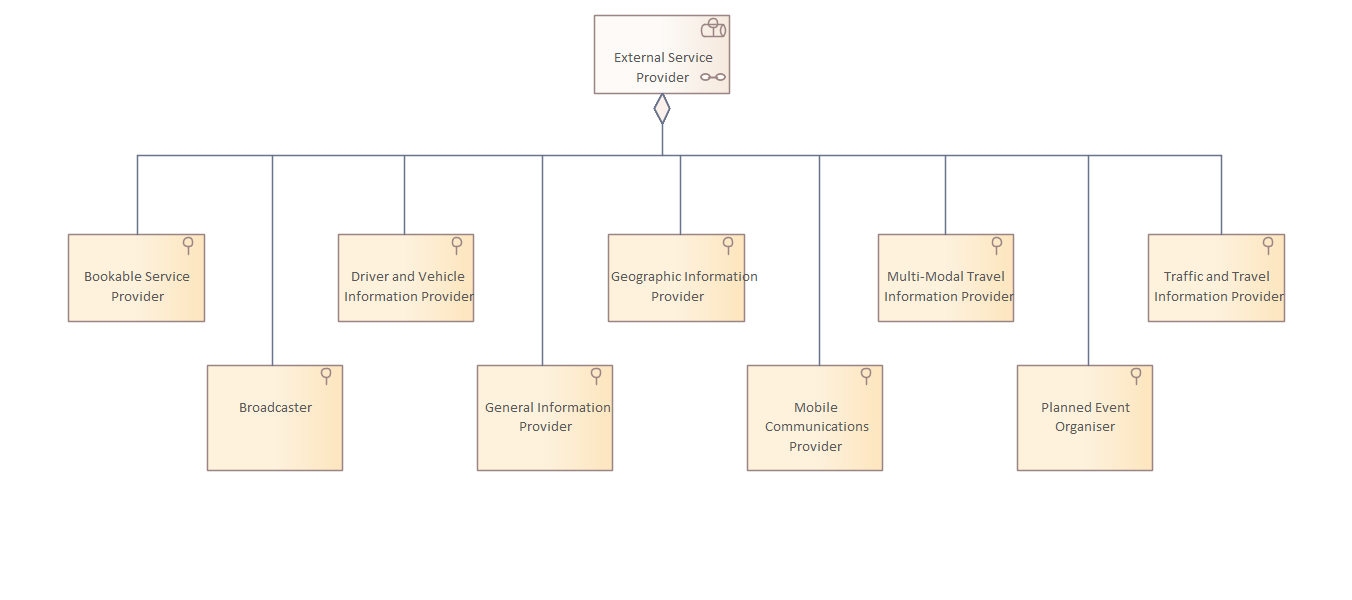 External Service
Provider
Bookable Service
Provider
Driver and Vehicle
Information Provider
Geographic Information
Provider
Multi-Modal Travel
Information Provider
Traffic and Travel
Information Provider
Broadcaster
General Information
Provider
Mobile
Communications
Provider
Planned Event
Organiser